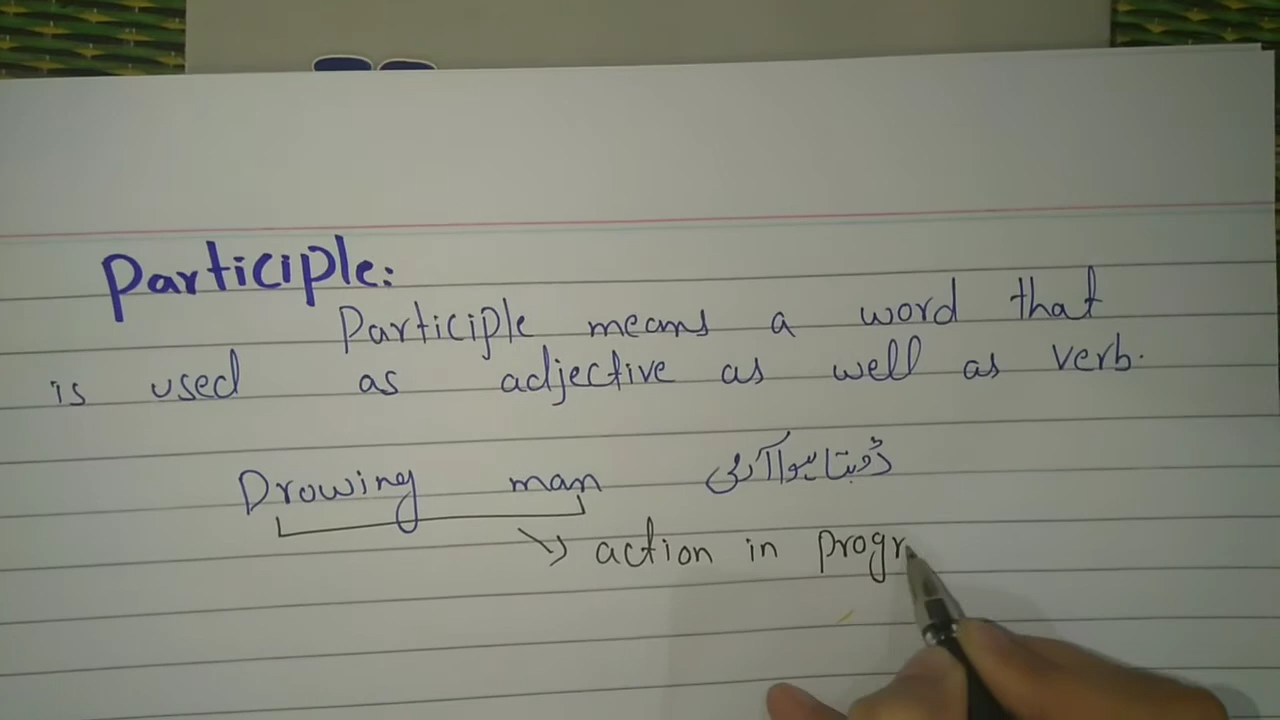 Participle:
Participle means a word that
is used as adjective as well as verb.
Drowing man ڈوبتا ہوا آدمی
action in progr